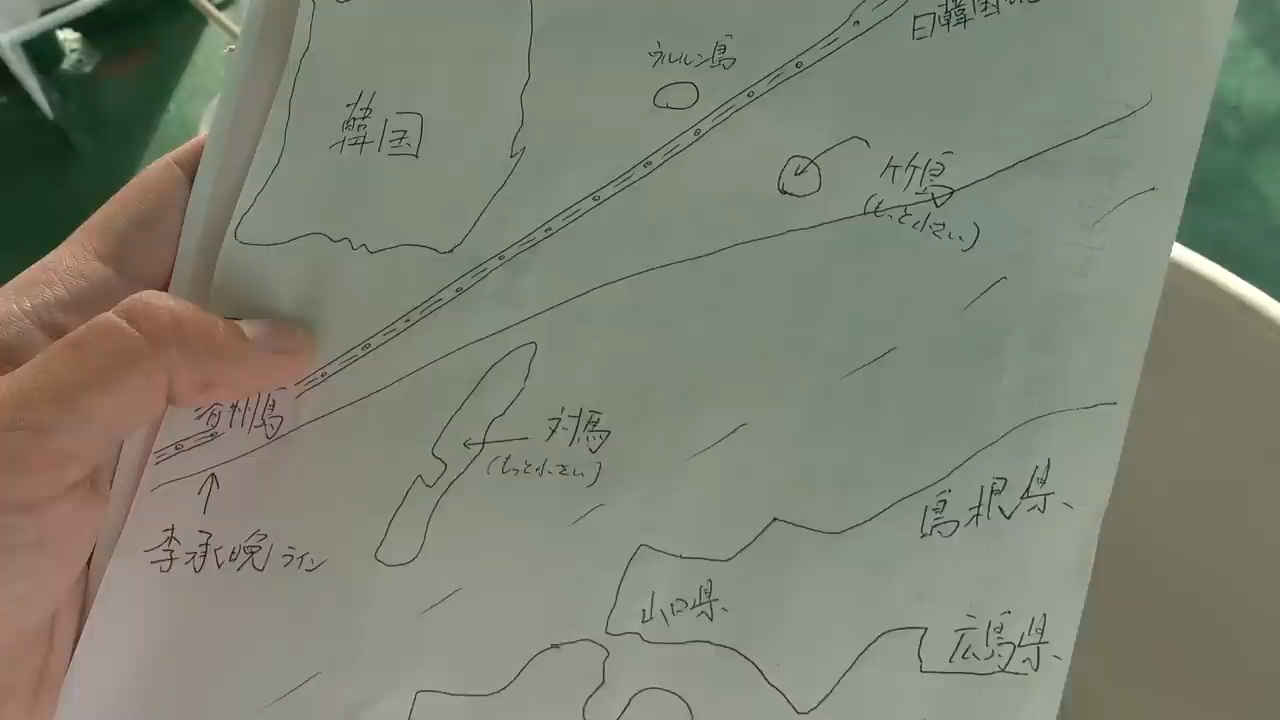 日韓国
ウルルン島
韓国
竹島
(もっと小さい)
済州島
対馬
(もっと小さい)
李承晩ライン
島根県
山口県
広島県